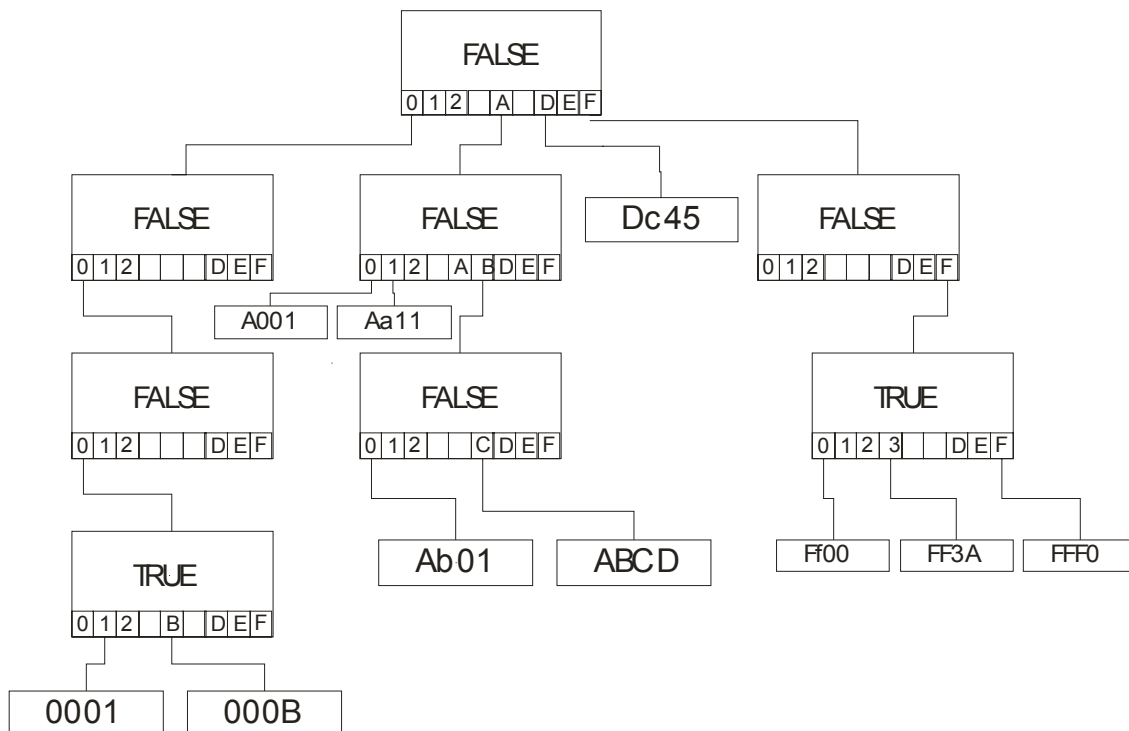 FALSE
0 1 2 A D E F
FALSE FALSE Dc45 FALSE
0 1 2 D E F 0 1 2 A B D E F 0 1 2 D E F
A001 Aa11
FALSE FALSE TRUE
0 1 2 D E F 0 1 2 C D E F 0 1 2 3 D E F
TRUE Ab01 ABCD Ff00 FF3A FFF0
0 1 2 B D E F
0001 000B